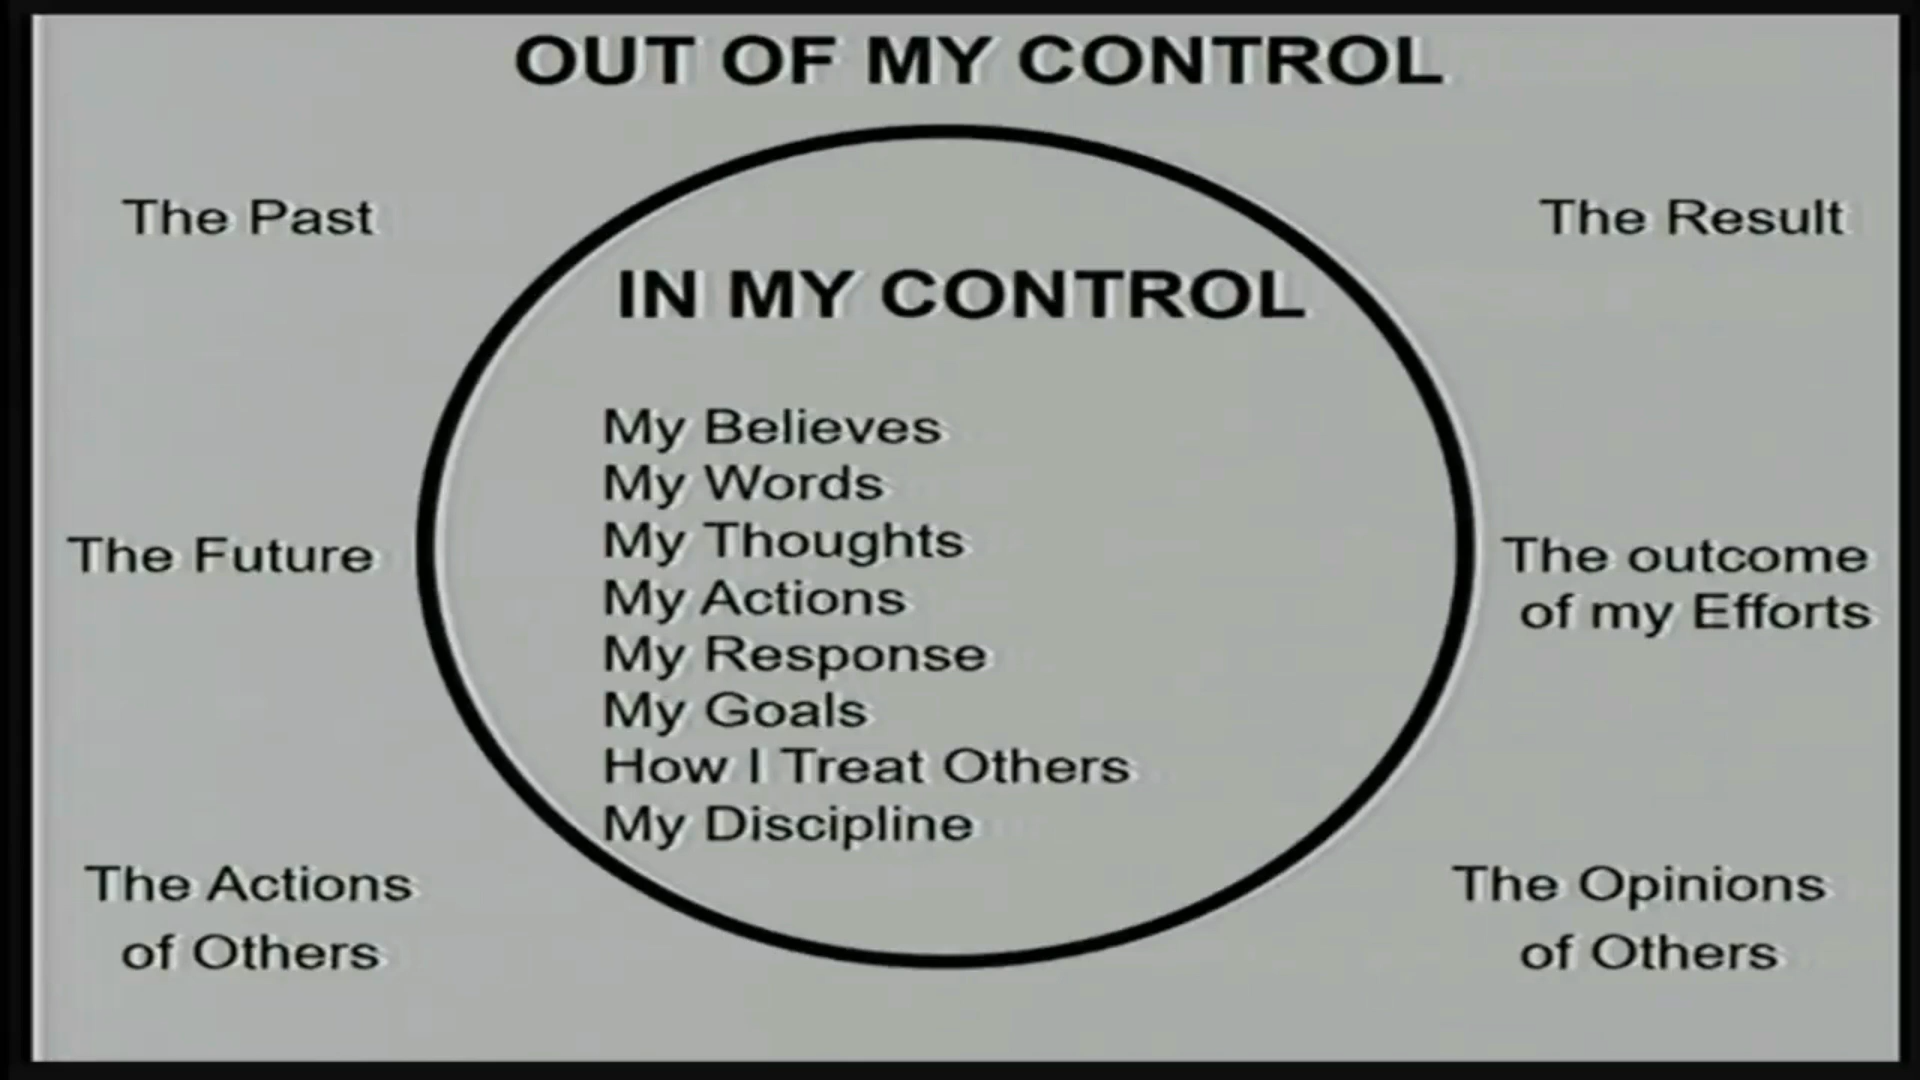 OUT OF MY CONTROL
The Past
The Result
IN MY CONTROL
My Believes
My Words
My Thoughts
My Actions
My Response
My Goals
How I Treat Others
My Discipline
The Future
The outcome
of my Efforts
The Actions
of Others
The Opinions
of Others